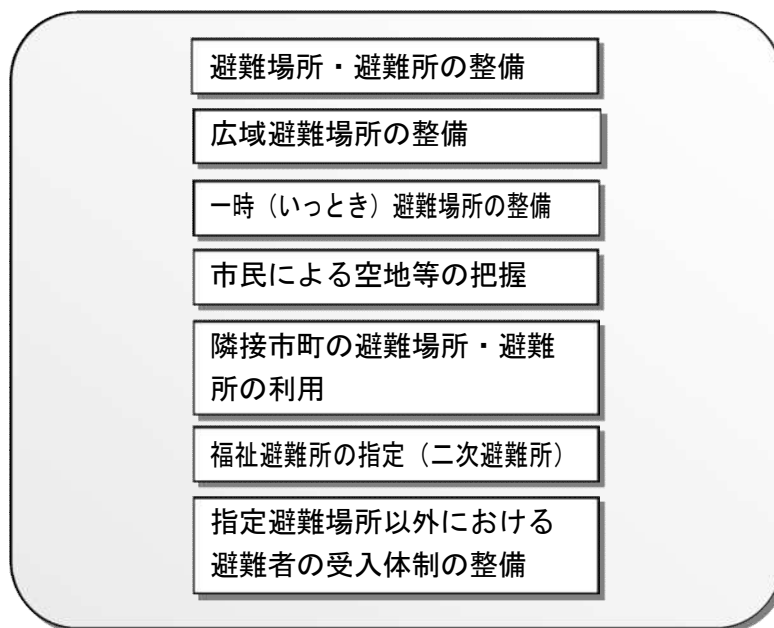 避難場所・避難所の整備
広域避難場所の整備
一時（いっとき）避難場所の整備
市民による空地等の把握
隣接市町の避難場所・避難
所の利用
福祉避難所の指定（二次避難所）
指定避難場所以外における
避難者の受入体制の整備